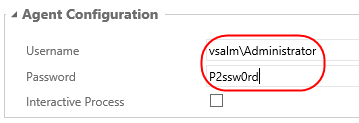 Agent Configuration
Username vsalm\Administrator
Password P2ssw0rd
Interactive Process